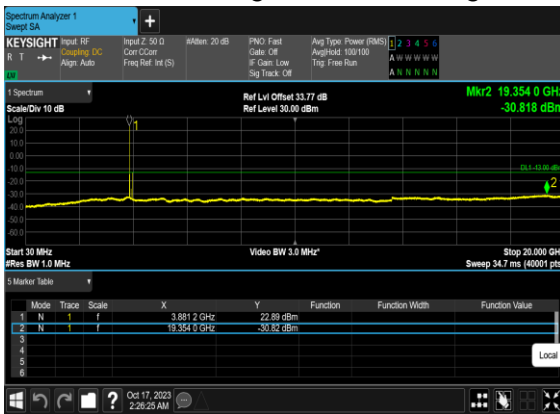 Spectrum Analyzer 1
Swept SA
KEYSIGHT Input: RF Input Z: 50 Ω #Atten: 20 dB PNO: Fast Avg Type: Power (RMS) 1 2 3 4 5 6
R T Coupling: DC Corr CCorr Gate: Off Avg|Hold: 100/100 A W W W W W
Align: Auto Freq Ref: Int (S) IF Gain: Low Trig: Free Run
Sig Track: Off A N N N N N
LV
1 Spectrum Ref Lvl Offset 33.77 dB Mkr2 19.354 0 GHz
Scale/Div 10 dB Ref Level 30.00 dBm -30.818 dBm
Log
20.0
10.0
0.00
-10.0
-20.0
-30.0
-40.0
-50.0
-60.0
1
DL1 -13.00 dBm
2
Start 30 MHz Video BW 3.0 MHz* Stop 20.000 GH
#Res BW 1.0 MHz Sweep 34.7 ms (40001 pts
5 Marker Table
Mode Trace Scale X Y Function Function Width Function Value
1 N 1 f 3.881 2 GHz 22.89 dBm
2 N 1 f 19.354 0 GHz -30.82 dBm
3
4
5
6
Local
? Oct 17, 2023
2:26:25 AM